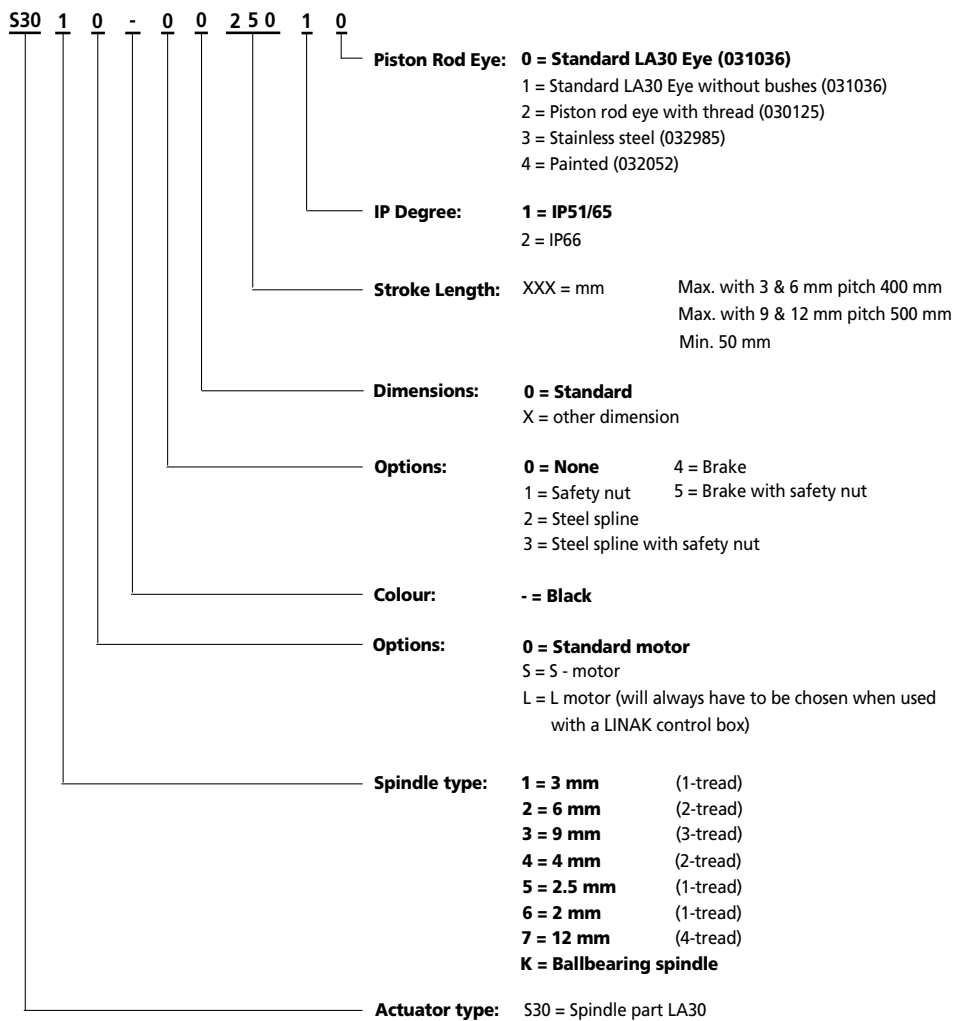 S30 1 0 - 0 0 2 5 0 1 0
Piston Rod Eye: 0 = Standard LA30 Eye (031036)
1 = Standard LA30 Eye without bushes (031036)
2 = Piston rod eye with thread (030125)
3 = Stainless steel (032985)
4 = Painted (032052)
IP Degree: 1 = IP51/65
2 = IP66
Stroke Length: XXX = mm Max. with 3 & 6 mm pitch 400 mm
Max. with 9 & 12 mm pitch 500 mm
Min. 50 mm
Dimensions: 0 = Standard
X = other dimension
Options: 0 = None 4 = Brake
1 = Safety nut 5 = Brake with safety nut
2 = Steel spline
3 = Steel spline with safety nut
Colour: - = Black
Options: 0 = Standard motor
S = S - motor
L = L motor (will always have to be chosen when used
with a LINAK control box)
Spindle type: 1 = 3 mm (1-tread)
2 = 6 mm (2-tread)
3 = 9 mm (3-tread)
4 = 4 mm (2-tread)
5 = 2.5 mm (1-tread)
6 = 2 mm (1-tread)
7 = 12 mm (4-tread)
K = Ballbearing spindle
Actuator type: S30 = Spindle part LA30